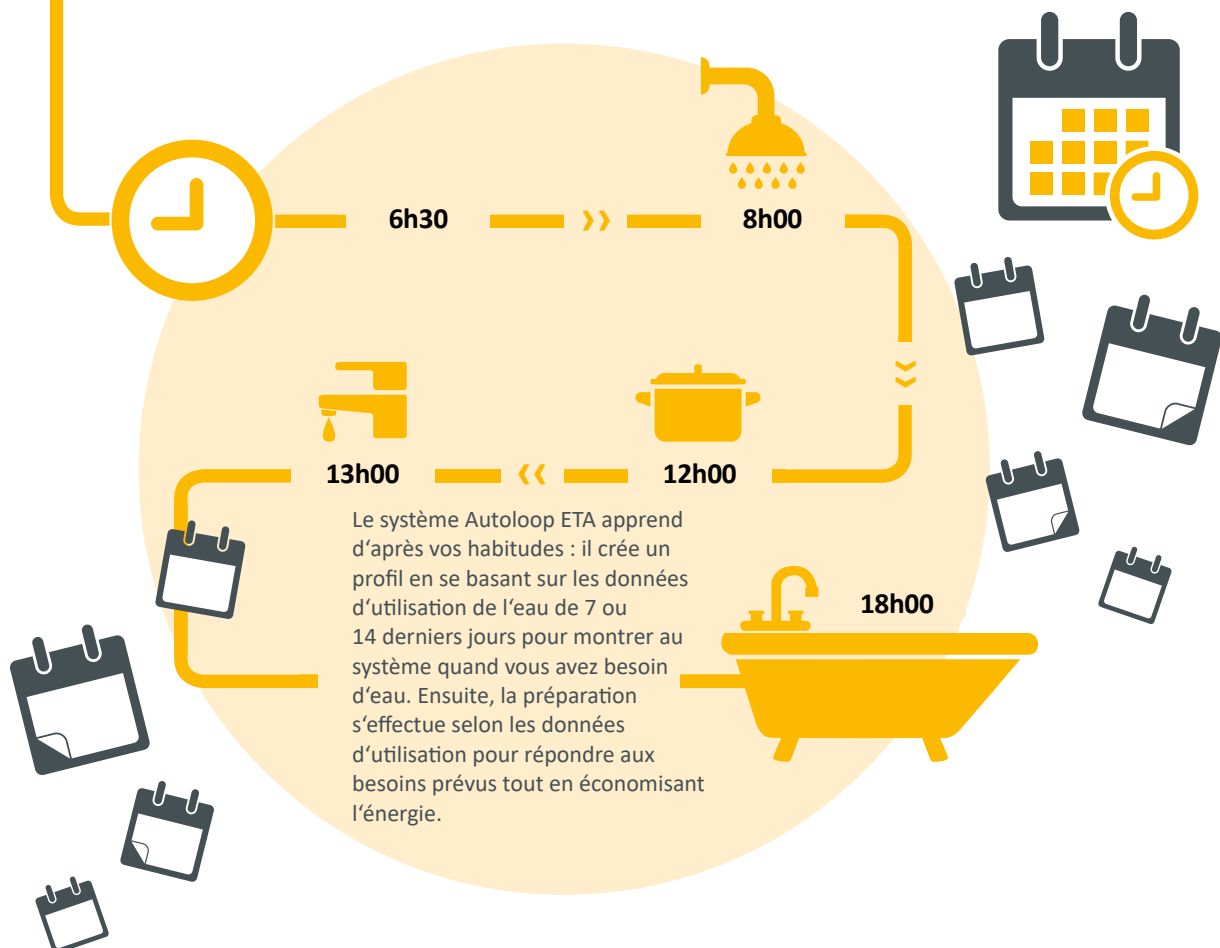 6h30
8h00
13h00
12h00
Le système Autoloop ETA apprend
d‘après vos habitudes : il crée un
profil en se basant sur les données
d‘utilisation de l‘eau de 7 ou
14 derniers jours pour montrer au
système quand vous avez besoin
d'eau. Ensuite, la préparation
s‘effectue selon les données
d‘utilisation pour répondre aux
besoins prévus tout en économisant
l‘énergie.
18h00